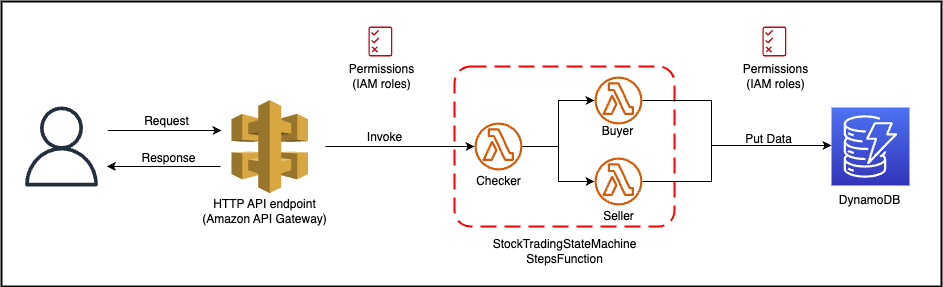 Permissions
(IAM roles)
Permissions
(IAM roles)
Request
Response
Invoke
Buyer
Checker
Seller
Put Data
HTTP API endpoint
(Amazon API Gateway)
DynamoDB
StockTradingStateMachine
StepsFunction